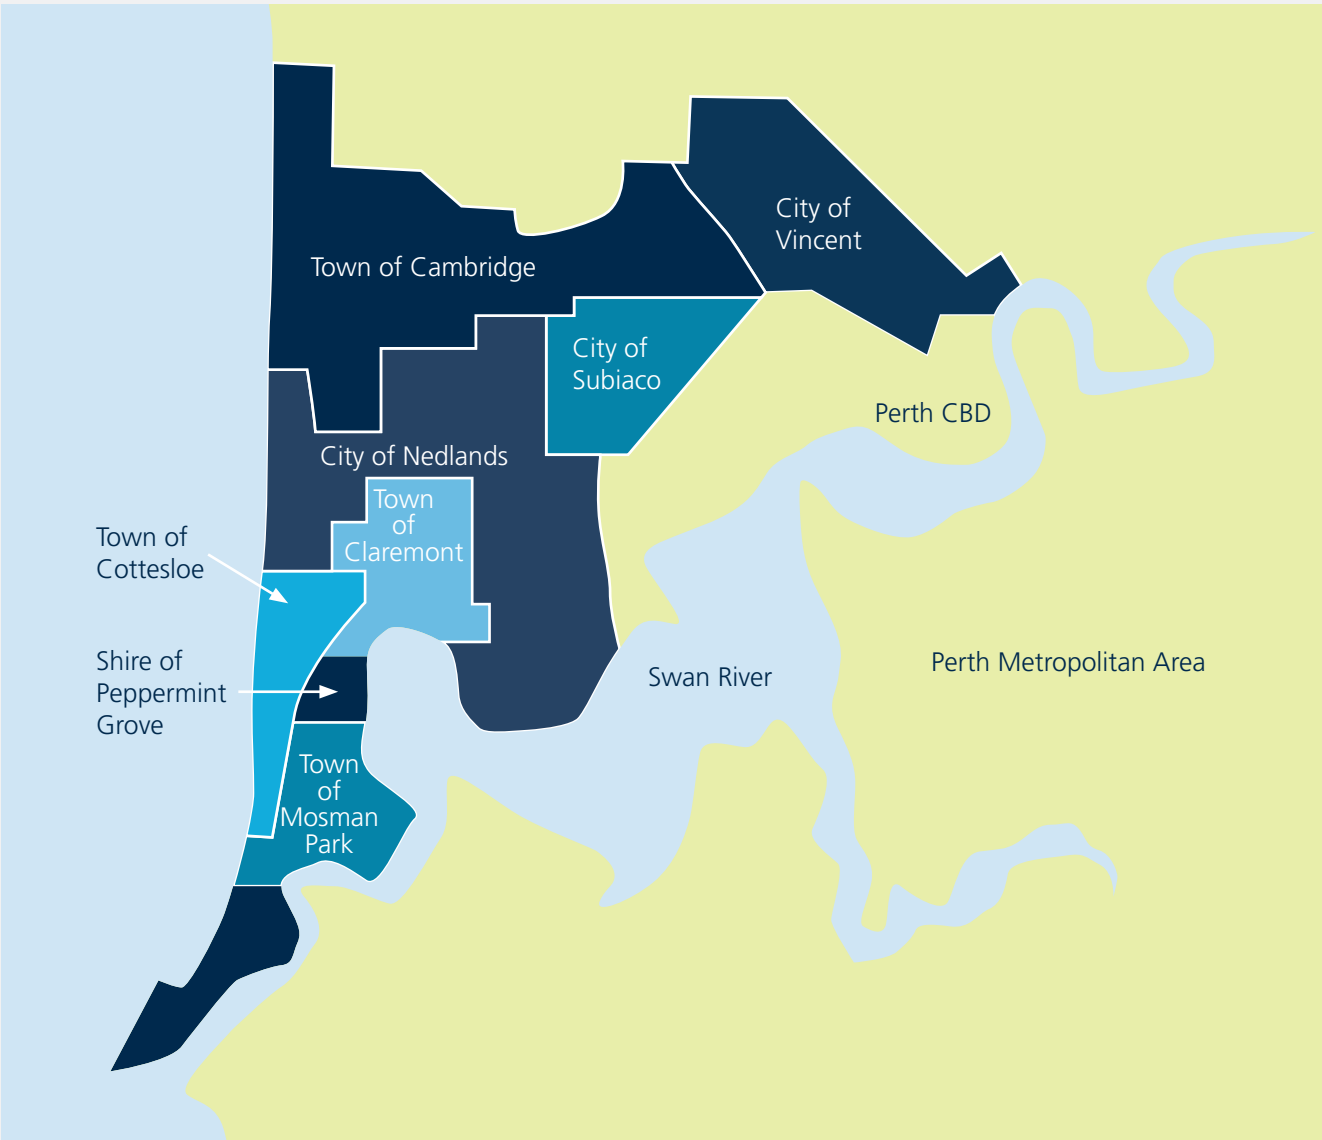 City of
Vincent
Town of Cambridge
City of
Subiaco
Perth CBD
City of Nedlands
Town
of
Claremont
Town of
Cottesloe
Shire of
Peppermint
Grove
Swan River
Perth Metropolitan Area
Town
of
Mosman
Park